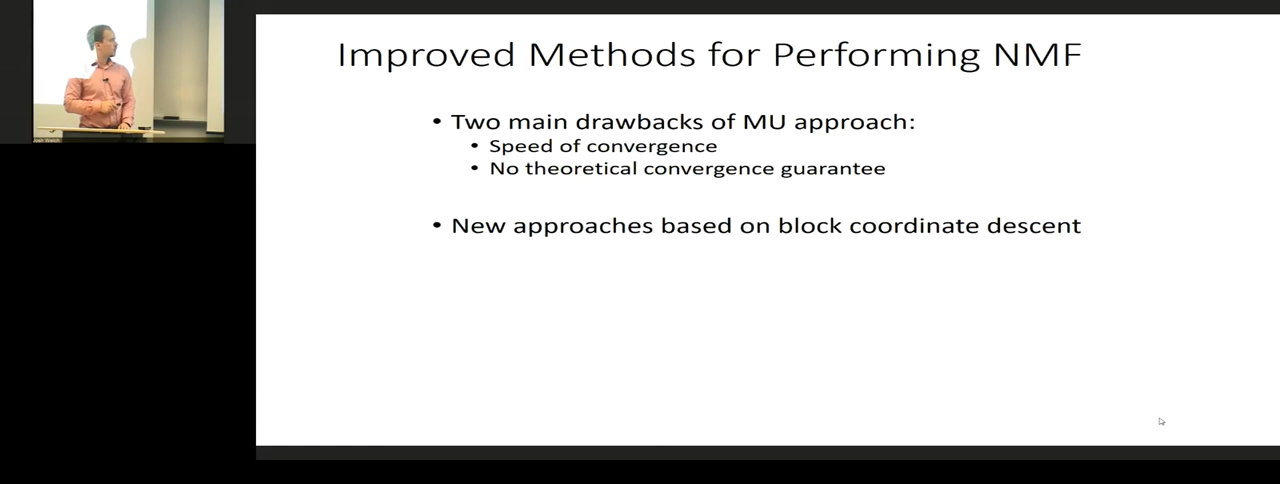 Improved Methods for Performing NMF
• Two main drawbacks of MU approach:
• Speed of convergence
• No theoretical convergence guarantee
• New approaches based on block coordinate descent